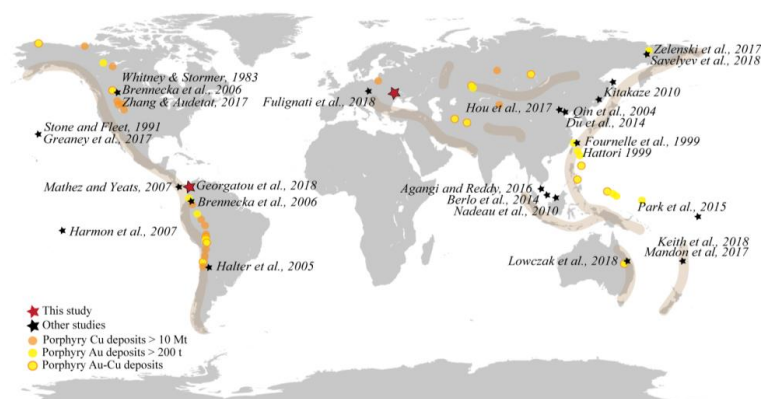 Zelenski et al., 2017
Savelyev et al., 2018
Whitney & Stormer, 1983
Brennecka et al., 2006
Zhang & Audetat, 2017
Fulignati et al., 2018
Kitakaze 2010
Hou et al., 2017
Qin et al., 2004
Du et al., 2014
Stone and Fleet, 1991
Greaney et al., 2017
Fournelle et al., 1999
Hattori 1999
Mathez and Yeats, 2007
Georgatou et al., 2018
Brennecka et al., 2006
Agangi and Reddy, 2016
Berlo et al., 2014
Nadeau et al., 2010
Park et al., 2015
Harmon et al., 2007
Keith et al., 2018
Mandon et al, 2017
Halter et al., 2005
Lowczak et al., 2018
This study
Other studies
Porphyry Cu deposits > 10 Mt
Porphyry Au deposits > 200 t
Porphyry Au-Cu deposits